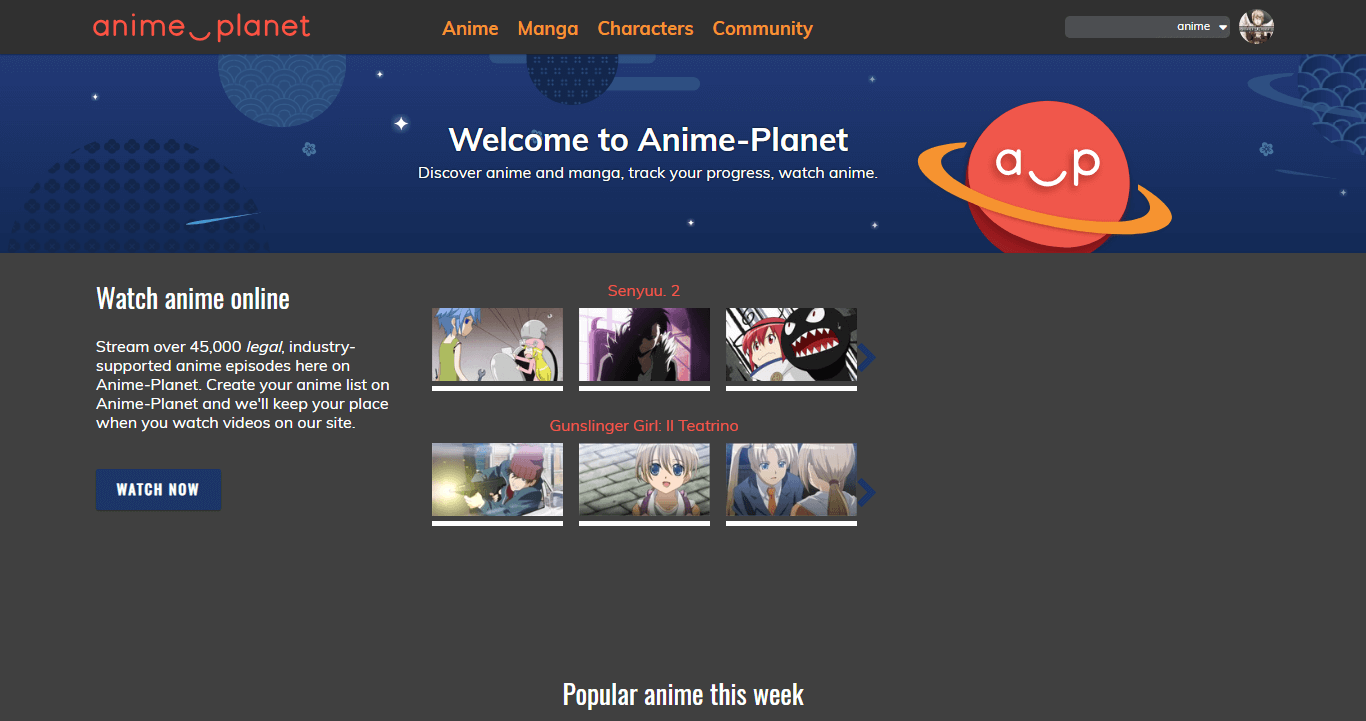 anime planet
Anime Manga Characters Community
anime
Welcome to Anime-Planet
Discover anime and manga, track your progress, watch anime.
a p
Watch anime online
Stream over 45,000 legal, industry-
supported anime episodes here on
Anime-Planet. Create your anime list on
Anime-Planet and we'll keep your place
when you watch videos on our site.
WATCH NOW
Senyuu. 2
Gunslinger Girl: Il Teatrino
Popular anime this week